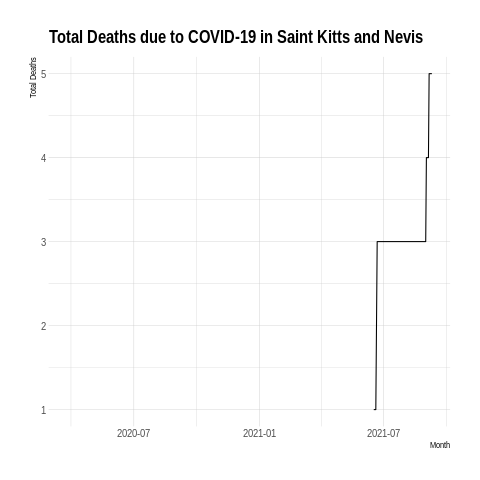 Total Deaths due to COVID-19 in Saint Kitts and Nevis
Total Deaths
5
4
3
2
1
2020-07
2021-01
2021-07
Month